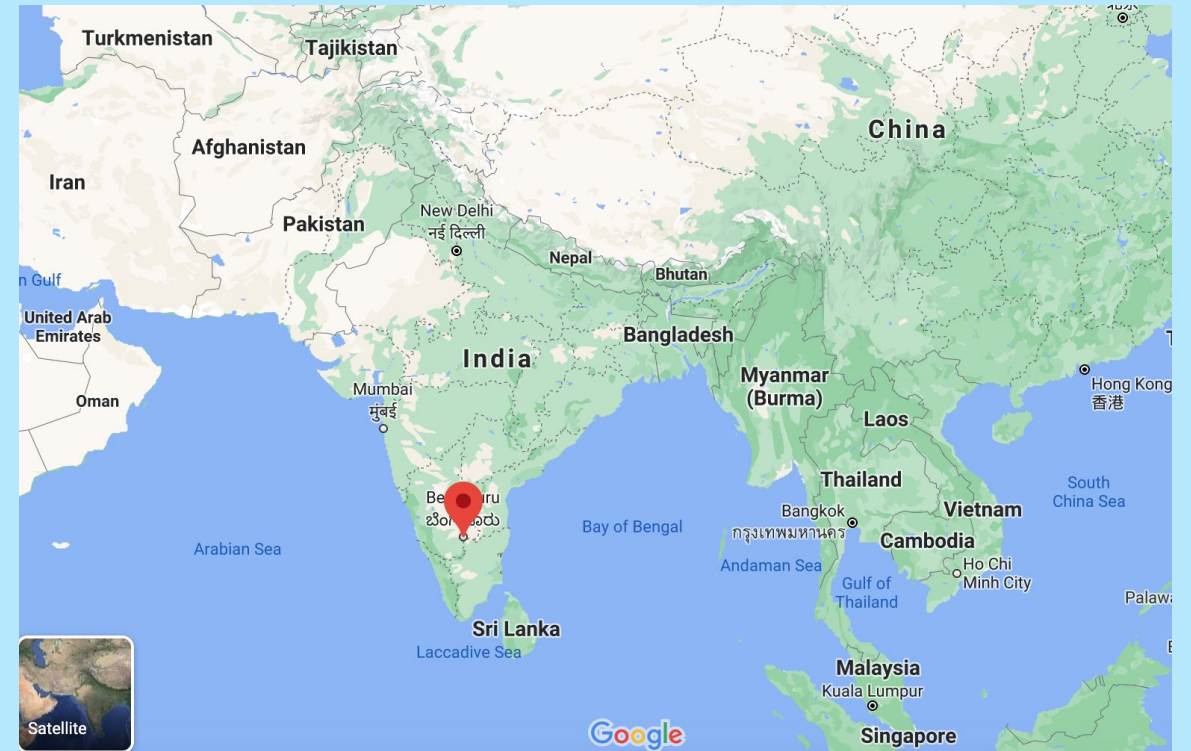 北京
Turkmenistan
Tajikistan
China
Afghanistan
Iran
Pakistan
New Delhi
नई दिल्ली
Nepal
Bhutan
n Gulf
United Arab
Emirates
Bangladesh
India
Myanmar
(Burma)
Mumbai
मुंबई
Hong Kong
香港
Oman
Laos
Thailand
South
China Sea
Bangkok
กรุงเทพมหานคร
Vietnam
Bay of Bengal
Arabian Sea
Cambodia
Andaman Sea
Ho Chi
Minh City
Gulf of
Thailand
Palaw
Sri Lanka
Laccadive Sea
Malaysia
Kuala Lumpur
Satellite
Google
Singapore